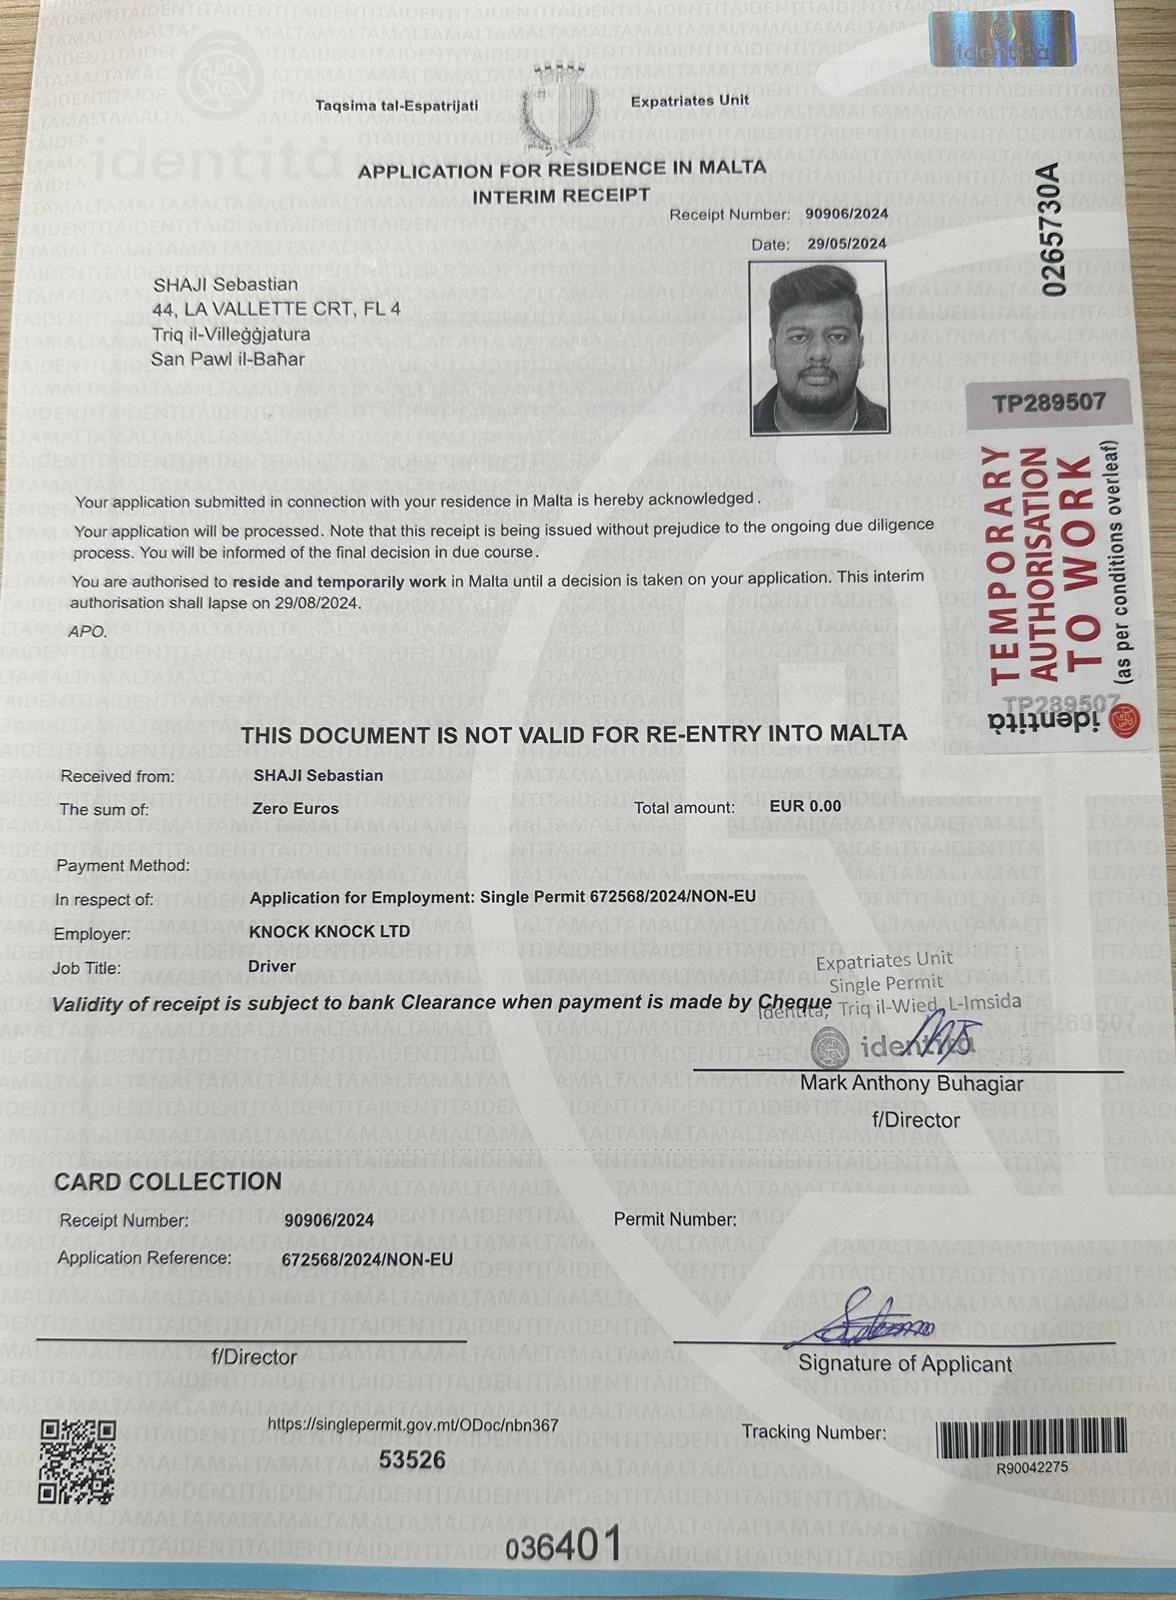 Taqsima tal-Espatrijati
Expatriates Unit
identità
identità
APPLICATION FOR RESIDENCE IN MALTA
INTERIM RECEIPT
Receipt Number: 90906/2024
Date: 29/05/2024
0265730A
SHAJI Sebastian
44, LA VALLETTE CRT, FL 4
Triq il-Villeġġjatura
San Pawl il-Baħar
TP289507
TEMPORARY
AUTHORISATION
TO WORK
(as per conditions overleaf)
TP289507
identità
Your application submitted in connection with your residence in Malta is hereby acknowledged.
Your application will be processed. Note that this receipt is being issued without prejudice to the ongoing due diligence
process. You will be informed of the final decision in due course.
You are authorised to reside and temporarily work in Malta until a decision is taken on your application. This interim
authorisation shall lapse on 29/08/2024.
APO.
THIS DOCUMENT IS NOT VALID FOR RE-ENTRY INTO MALTA
Received from: SHAJI Sebastian
The sum of: Zero Euros Total amount: EUR 0.00
Payment Method:
In respect of: Application for Employment: Single Permit 672568/2024/NON-EU
Employer: KNOCK KNOCK LTD
Job Title: Driver
Validity of receipt is subject to bank Clearance when payment is made by Cheque
Expatriates Unit
Single Permit
Identità, Triq il-Wied, L-Imsida
TP289507
identità
Mark Anthony Buhagiar
f/Director
CARD COLLECTION
Receipt Number: 90906/2024 Permit Number:
Application Reference: 672568/2024/NON-EU
f/Director
Signature of Applicant
https://singlepermit.gov.mt/ODoc/nbn367
53526
Tracking Number:
R90042275
036401